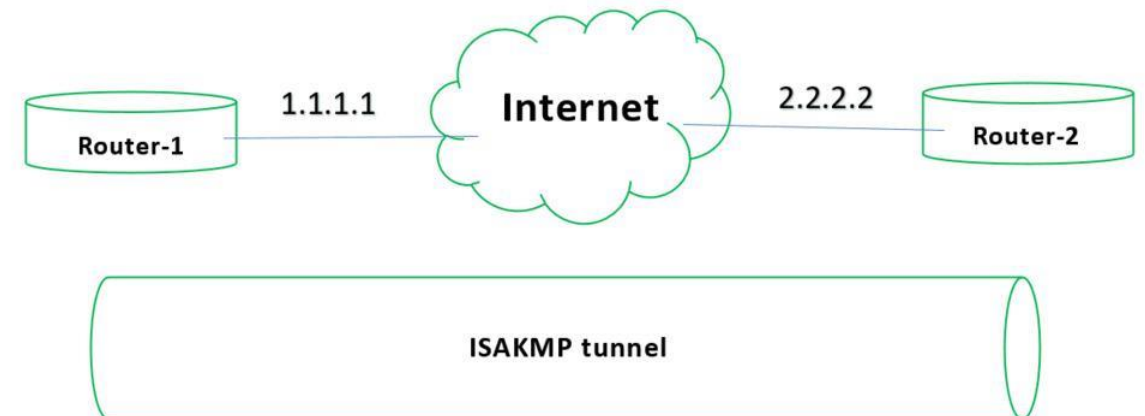 1.1.1.1
Internet
2.2.2.2
Router-1
Router-2
ISAKMP tunnel